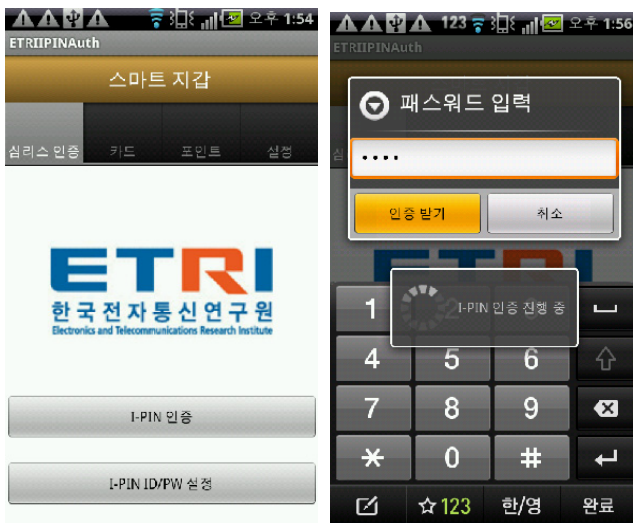 오후 1:54
ETRIIPINAuth
스마트 지갑
심리스 인증 카드 포인트 설정
ETRI
한국전자통신연구원
Electronics and Telecommunications Research Institute
I-PIN 인증
I-PIN ID/PW 설정
123 오후 1:56
ETRIIPINAuth
패스워드 입력
••••
인증 받기 취소
I-PIN 인증 진행 중
1 2
4 5 6
7 8 9
* 0 #
☆123 한/영 완료